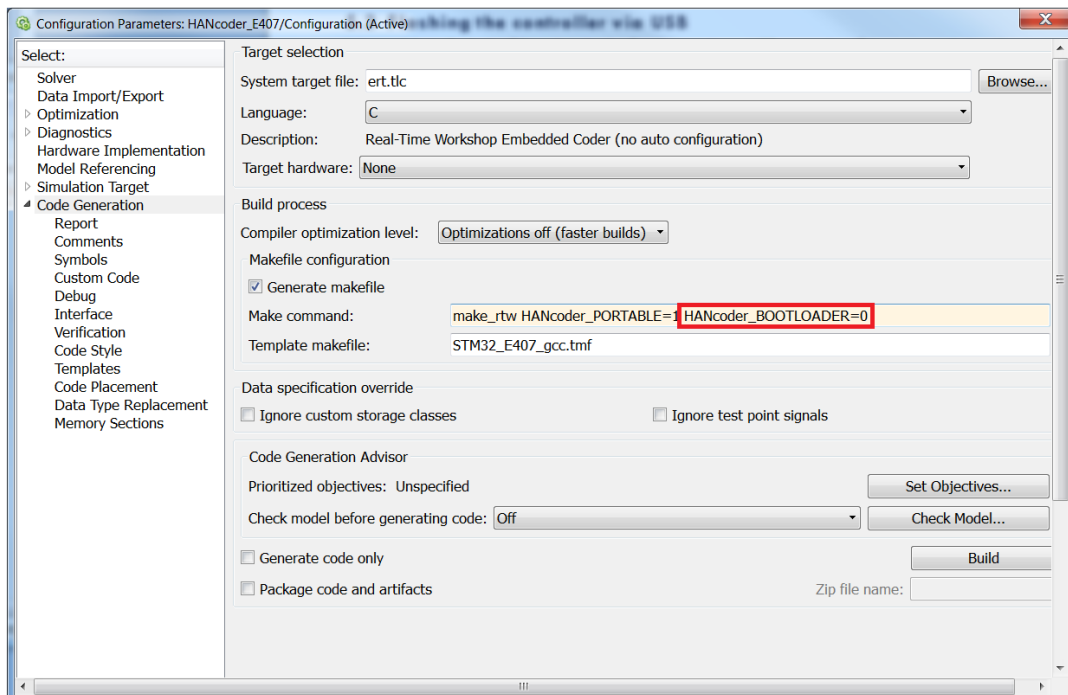 Configuration Parameters: HANcoder_E407/Configuration (Active)
shing the controller via USB
Select:
Solver
Data Import/Export
Optimization
Diagnostics
Hardware Implementation
Model Referencing
Simulation Target
Code Generation
Report
Comments
Symbols
Custom Code
Debug
Interface
Verification
Code Style
Templates
Code Placement
Data Type Replacement
Memory Sections
Target selection
System target file: ert.tlc Browse...
Language: C
Description: Real-Time Workshop Embedded Coder (no auto configuration)
Target hardware: None
Build process
Compiler optimization level: Optimizations off (faster builds)
Makefile configuration
Generate makefile
Make command: make_rtw HANcoder_PORTABLE=1 HANcoder_BOOTLOADER=0
Template makefile: STM32_E407_gcc.tmf
Data specification override
Ignore custom storage classes Ignore test point signals
Code Generation Advisor
Prioritized objectives: Unspecified Set Objectives...
Check model before generating code: Off Check Model...
Generate code only Build
Package code and artifacts Zip file name: